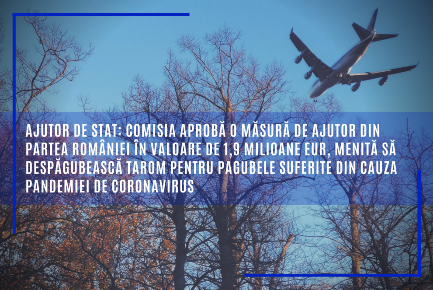 AJUTOR DE STAT: COMISIA APROBĂ O MĂSURĂ DE AJUTOR DIN
PARTEA ROMÂNIEI ÎN VALOARE DE 1,9 MILIOANE EUR, MENITĂ SĂ
DESPĂGUBEASCĂ TAROM PENTRU PAGUBELE SUFERITE DIN CAUZA
PANDEMIEI DE CORONAVIRUS